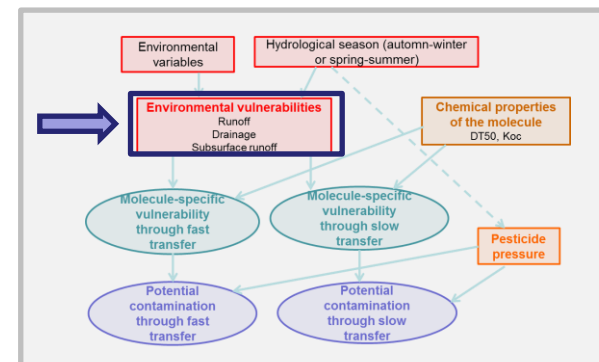 Environmental
variables
Hydrological season (automn-winter
or spring-summer)
Environmental vulnerabilities
Runoff
Drainage
Subsurface runoff
Chemical properties
of the molecule
DT50, Koc
Molecule-specific
vulnerability
through fast
transfer
Molecule-specific
vulnerability
through slow
transfer
Pesticide
pressure
Potential
contamination
through fast
transfer
Potential
contamination
through slow
transfer